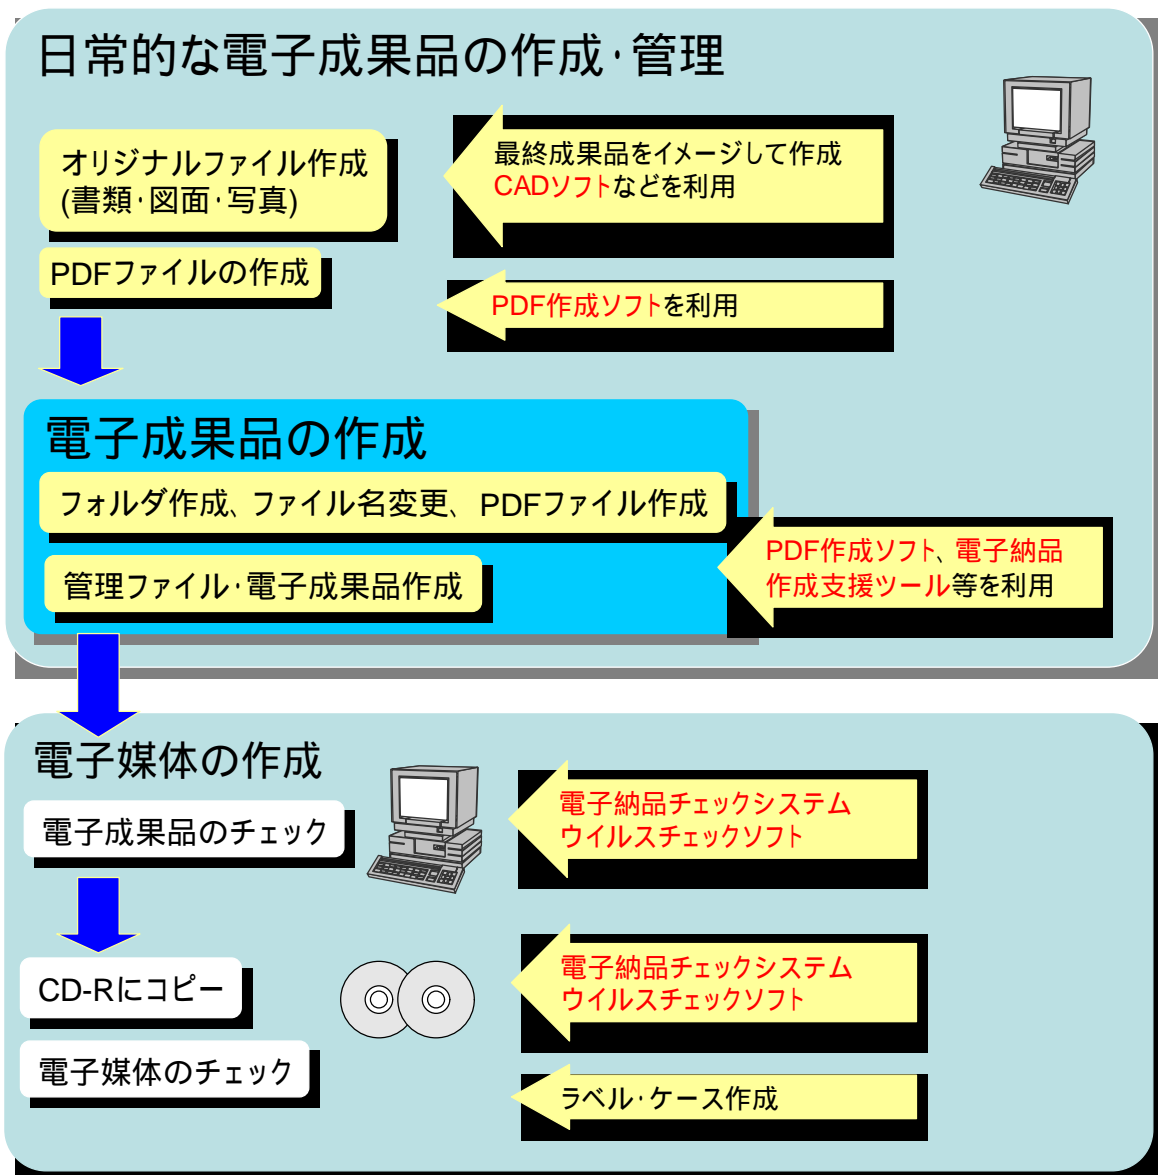 日常的な電子成果品の作成・管理
オリジナルファイル作成
(書類・図面・写真)
最終成果品をイメージして作成
CADソフトなどを利用
PDFファイルの作成
PDF作成ソフトを利用
電子成果品の作成
フォルダ作成、ファイル名変更、PDFファイル作成
管理ファイル・電子成果品作成
PDF作成ソフト、電子納品
作成支援ツール等を利用
電子媒体の作成
電子成果品のチェック
電子納品チェックシステム
ウイルスチェックソフト
CD-Rにコピー
電子納品チェックシステム
ウイルスチェックソフト
電子媒体のチェック
ラベル・ケース作成